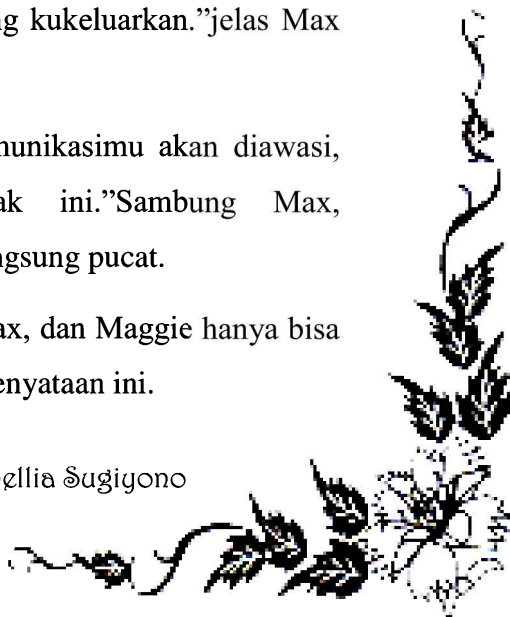 ng kukeluarkan.”jelas Max
munikasimu akan diawasi,
ak ini.”Sambung Max,
ngsung pucat.
ax, dan Maggie hanya bisa
enyataan ini.
ellia Sugiyono